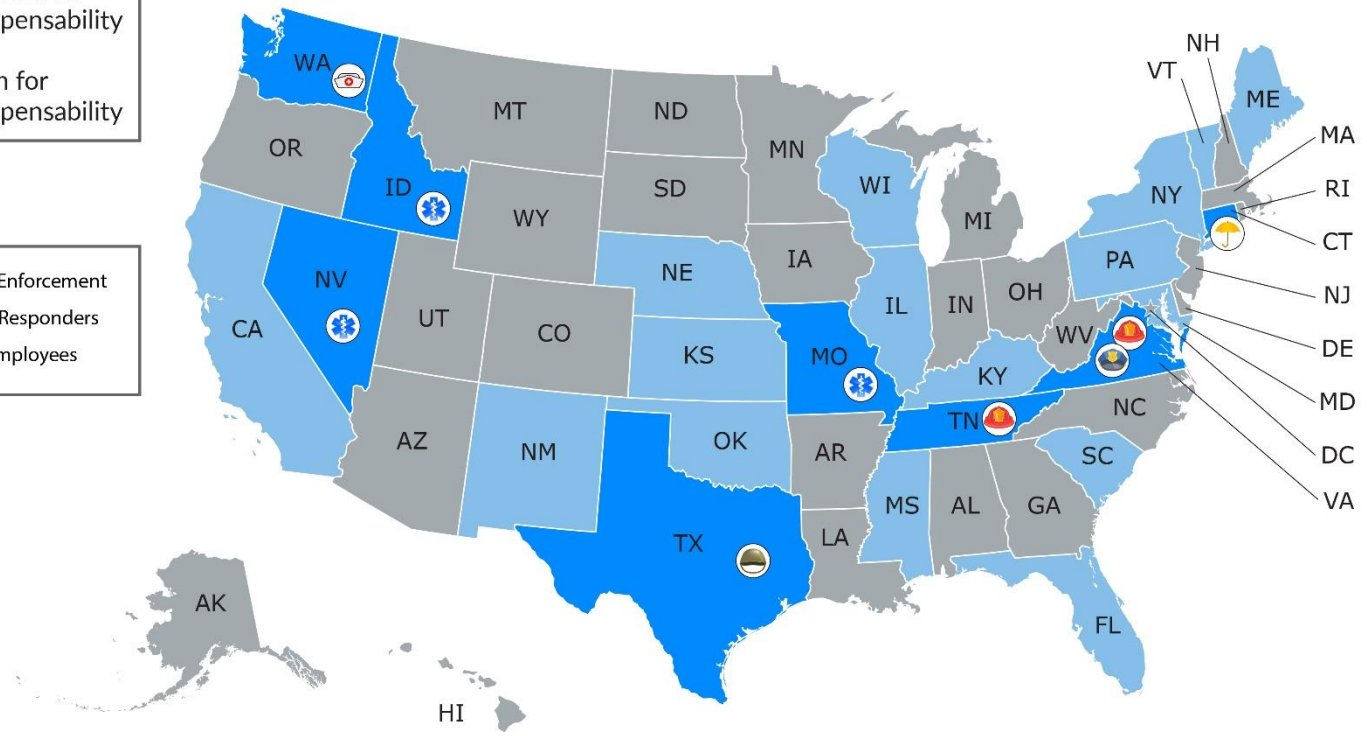 pensability
for
pensability
Enforcement
Responders
mployees
WA
MT
ND
MN
OR
ID
SD
WI
MI
WY
NV
NE
IA
UT
CO
KS
MO
IL
IN
OH
WV
PA
NY
CA
AZ
NM
OK
AR
KY
TN
NC
SC
MS
AL
GA
TX
LA
FL
AK
HI
NH
VT
ME
MA
RI
CT
NJ
DE
MD
DC
VA